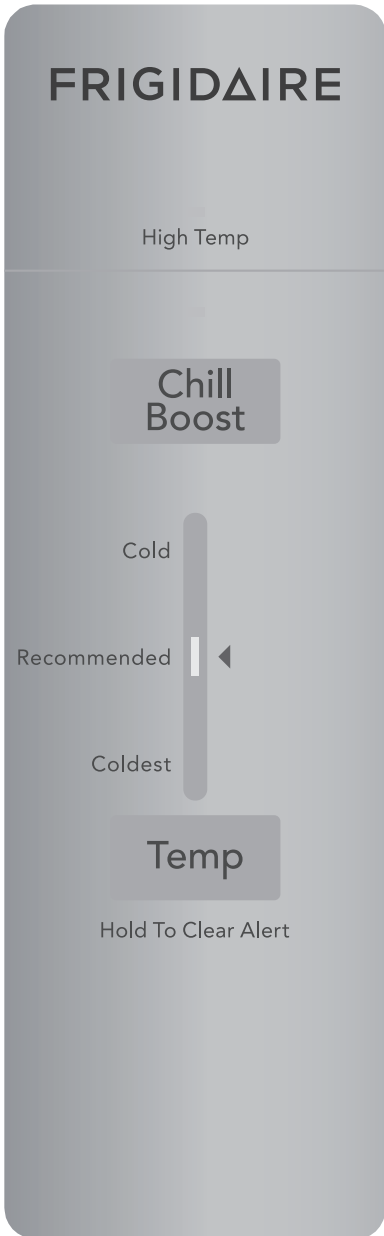 FRIGIDAIRE
High Temp
Chill
Boost
Cold
Recommended
Coldest
Temp
Hold To Clear Alert